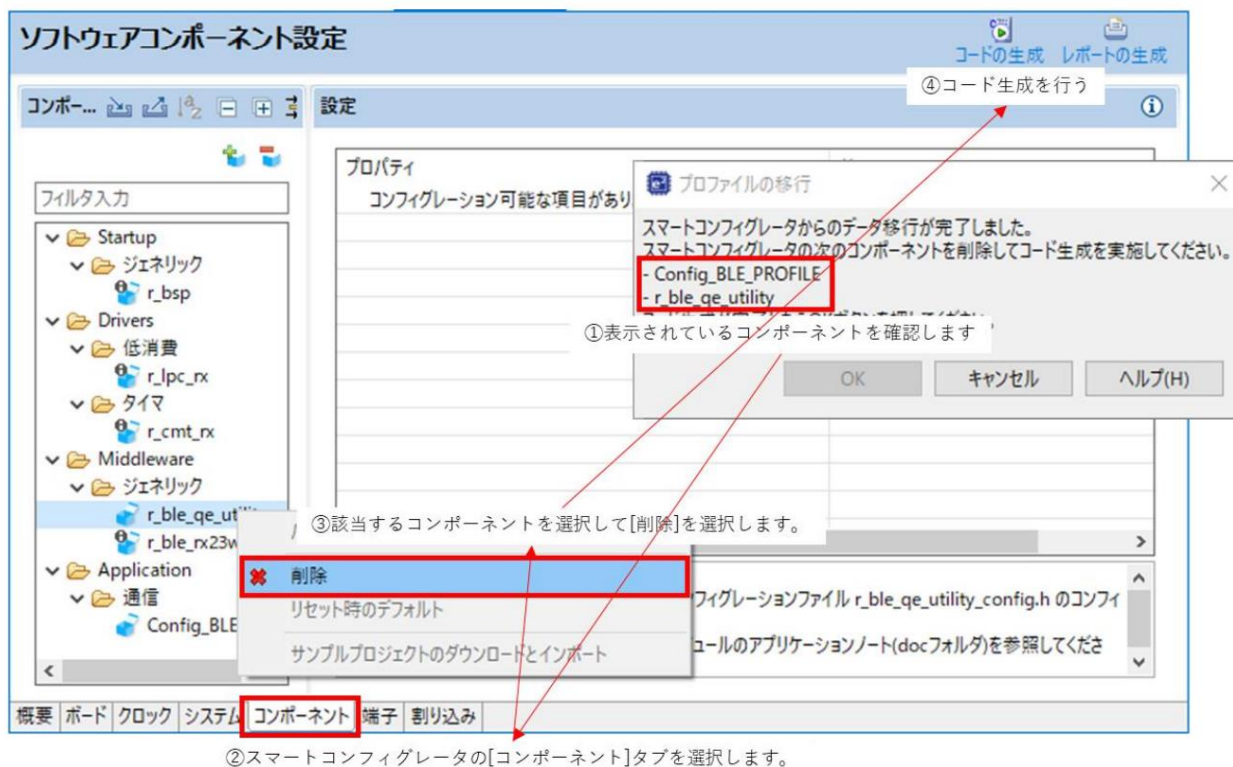 ソフトウェアコンポーネント設定
コードの生成 レポートの生成
④コード生成を行う
コンポー...
設定
フィルタ入力
Startup
ジェネリック
r_bsp
Drivers
低消費
r_lpc_rx
タイマ
r_cmt_rx
Middleware
ジェネリック
r_ble_qe_uti
r_ble_rx23w
Application
通信
Config_BLE
プロパティ
コンフィグレーション可能な項目があり
プロファイルの移行
スマートコンフィグレータからのデータ移行が完了しました。
スマートコンフィグレータの次のコンポーネントを削除してコード生成を実施してください。
- Config_BLE_PROFILE
- r_ble_qe_utility
①表示されているコンポーネントを確認します
OK キャンセル ヘルプ(H)
③該当するコンポーネントを選択して[削除]を選択します。
削除
リセット時のデフォルト
サンプルプロジェクトのダウンロードとインポート
フィグレーションファイル r_ble_qe_utility_config.h のコンフィ
ュールのアプリケーションノート(docフォルダ)を参照してくださ
概要 ボード クロック システム コンポーネント 端子 割り込み
②スマートコンフィグレータの[コンポーネント]タブを選択します。